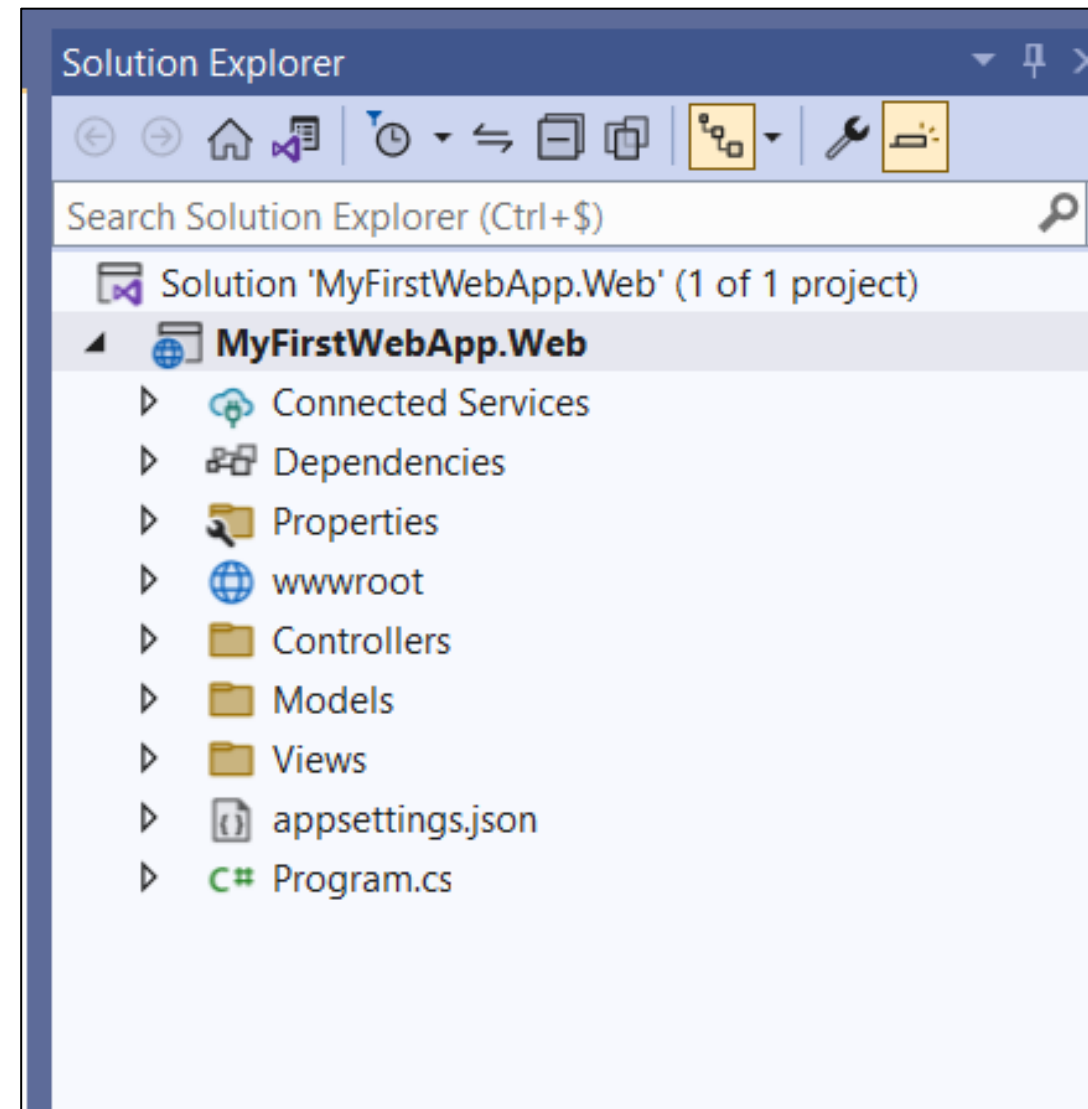 Solution Explorer
Search Solution Explorer (Ctrl+$)
Solution 'MyFirstWebApp.Web' (1 of 1 project)
MyFirstWebApp.Web
Connected Services
Dependencies
Properties
wwwroot
Controllers
Models
Views
appsettings.json
C# Program.cs